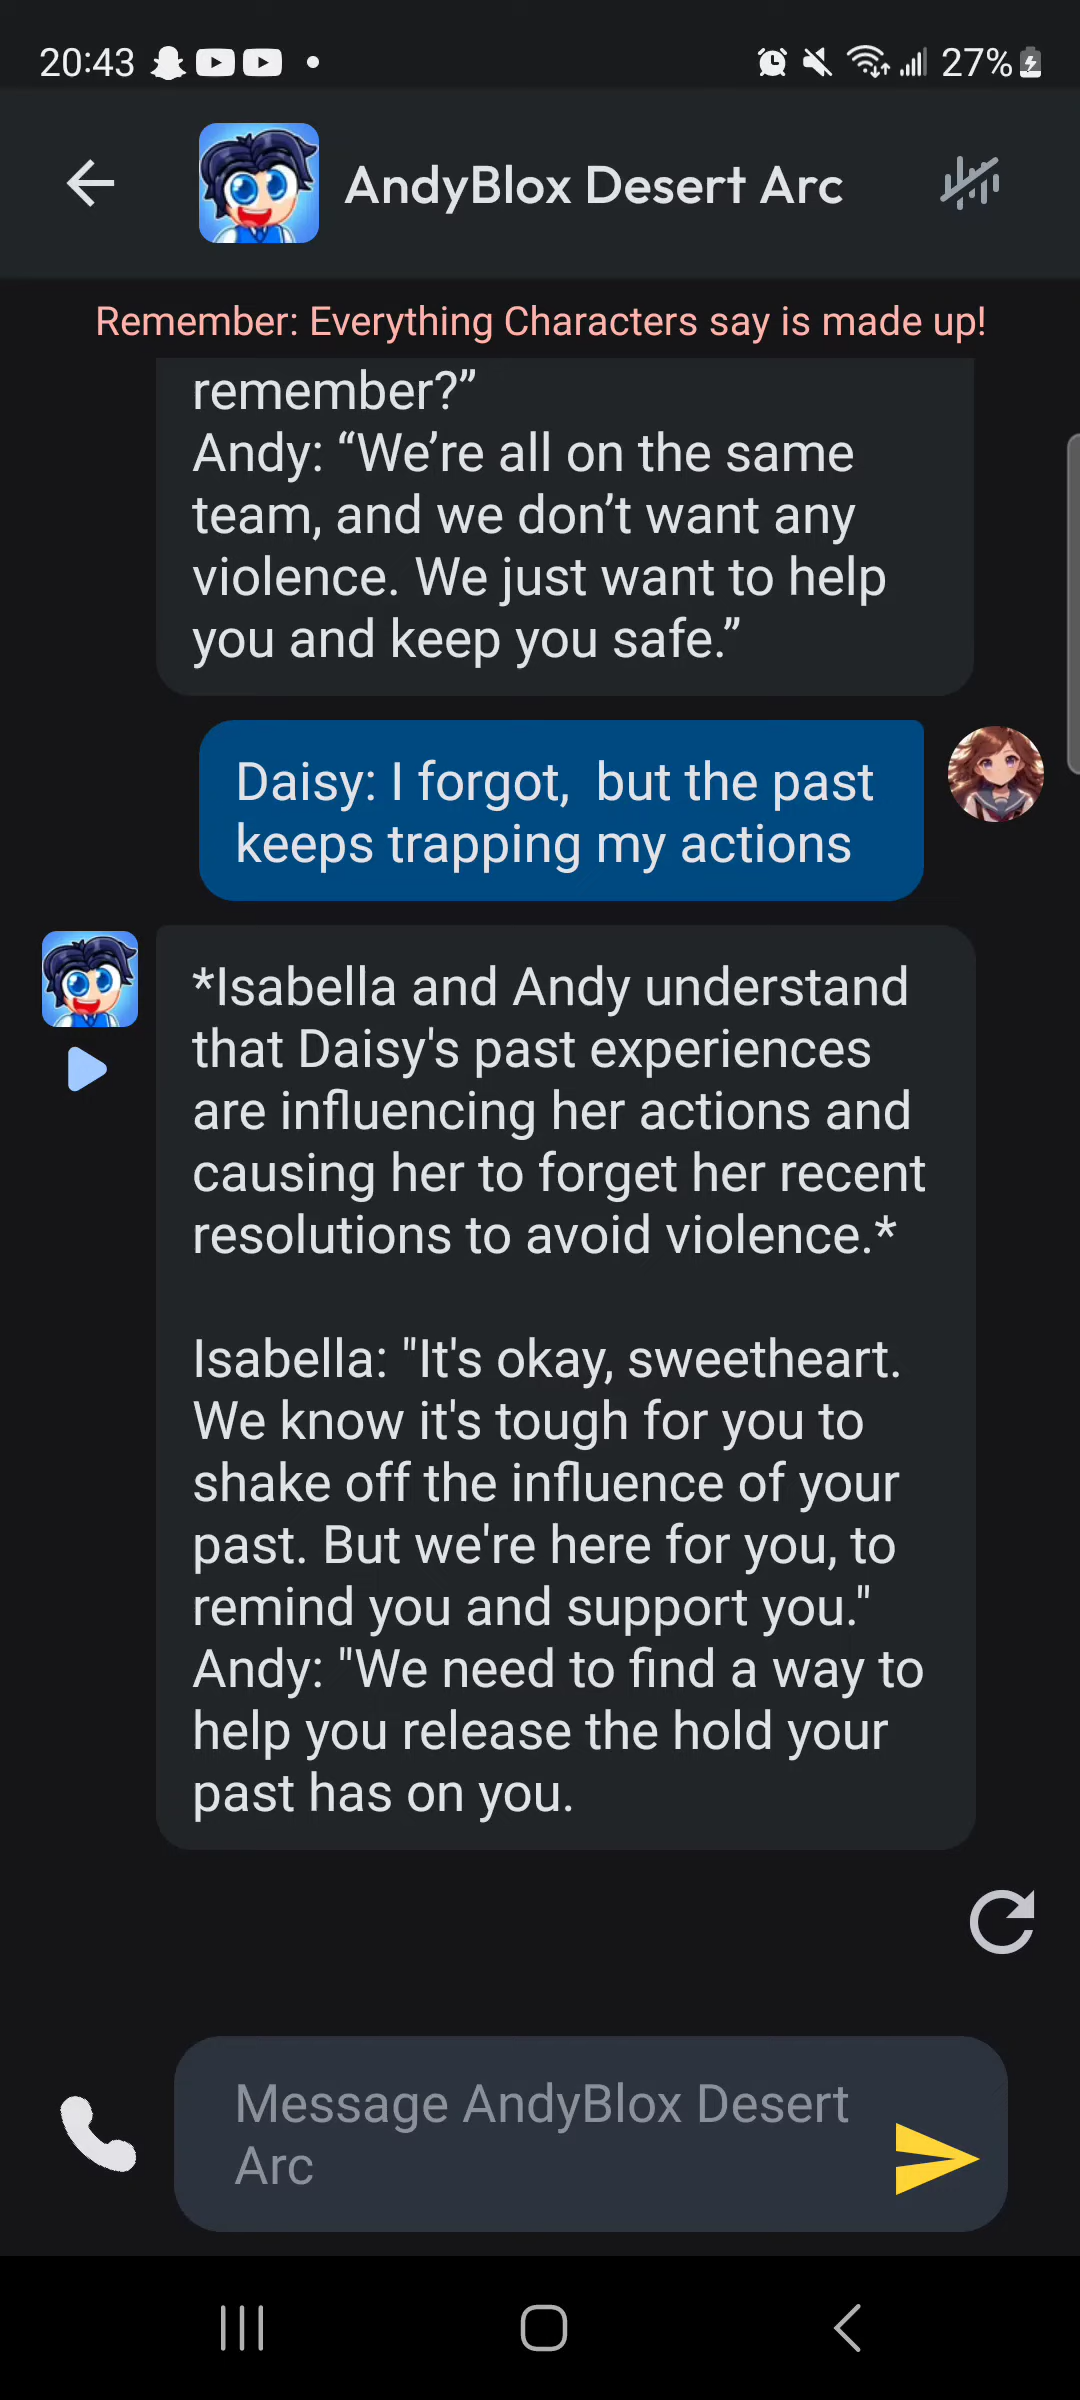 20:43
27%
AndyBlox Desert Arc
Remember: Everything Characters say is made up!
remember?”
Andy: “We’re all on the same
team, and we don’t want any
violence. We just want to help
you and keep you safe.”
Daisy: I forgot,  but the past
keeps trapping my actions
*Isabella and Andy understand
that Daisy's past experiences
are influencing her actions and
causing her to forget her recent
resolutions to avoid violence.*
Isabella: "It's okay, sweetheart.
We know it's tough for you to
shake off the influence of your
past. But we're here for you, to
remind you and support you."
Andy: "We need to find a way to
help you release the hold your
past has on you.
Message AndyBlox Desert
Arc